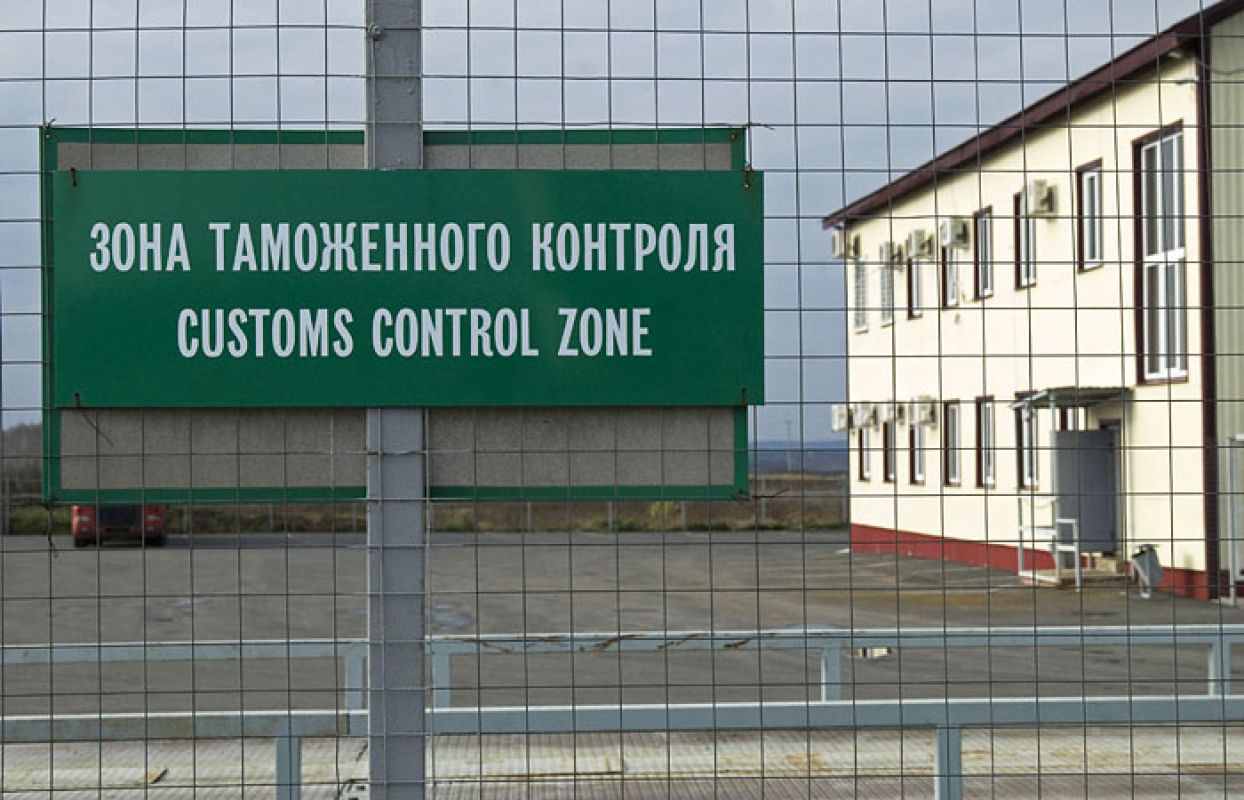 ЗОНА ТАМОЖЕННОГО КОНТРОЛЯ
CUSTOMS CONTROL ZONE